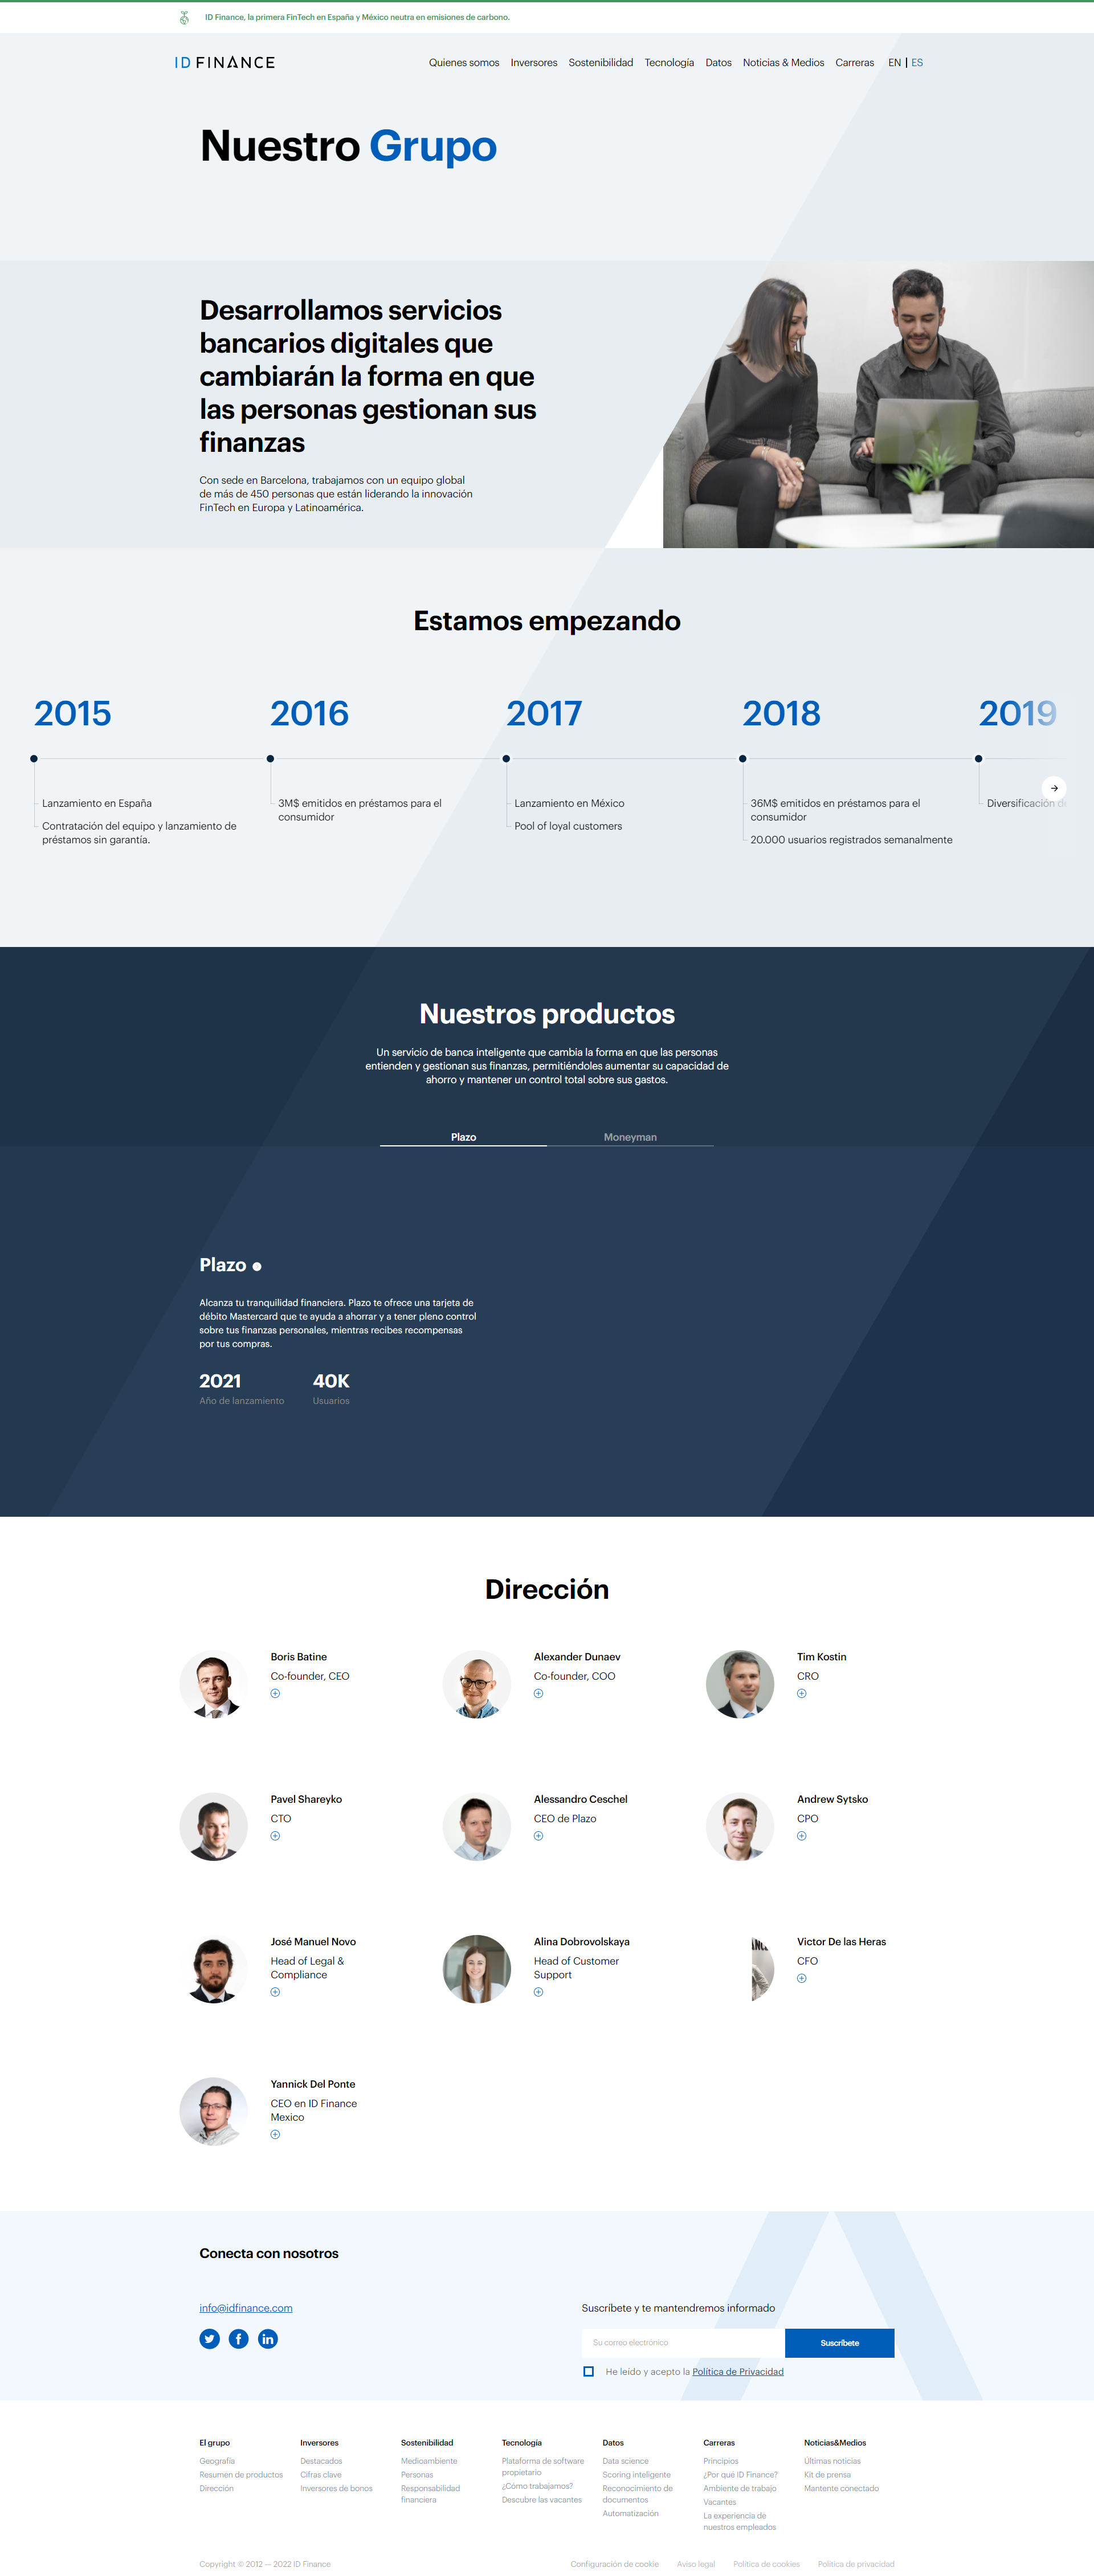 ID Finance, la primera FinTech en España y México neutra en emisiones de carbono.
ID FINANCE
Quienes somos
Inversores
Sostenibilidad
Tecnología
Datos
Noticias & Medios
Carreras
EN | ES
Nuestro Grupo
Desarrollamos servicios
bancarios digitales que
cambiarán la forma en que
las personas gestionan sus
finanzas
Con sede en Barcelona, trabajamos con un equipo global
de más de 450 personas que están liderando la innovación
FinTech en Europa y Latinoamérica.
Estamos empezando
2015
Lanzamiento en España
Contratación del equipo y lanzamiento de
préstamos sin garantía.
2016
3M$ emitidos en préstamos para el
consumidor
2017
Lanzamiento en México
Pool of loyal customers
2018
36M$ emitidos en préstamos para el
consumidor
20.000 usuarios registrados semanalmente
2019
Diversificación de
Nuestros productos
Un servicio de banca inteligente que cambia la forma en que las personas
entienden y gestionan sus finanzas, permitiéndoles aumentar su capacidad de
ahorro y mantener un control total sobre sus gastos.
Plazo
Moneyman
Plazo
Alcanza tu tranquilidad financiera. Plazo te ofrece una tarjeta de
débito Mastercard que te ayuda a ahorrar y a tener pleno control
sobre tus finanzas personales, mientras recibes recompensas
por tus compras.
2021
Año de lanzamiento
40K
Usuarios
Dirección
Boris Batine
Co-founder, CEO
Alexander Dunaev
Co-founder, COO
Tim Kostin
CRO
Pavel Shareyko
CTO
Alessandro Ceschel
CEO de Plazo
Andrew Sytsko
CPO
José Manuel Novo
Head of Legal &
Compliance
Alina Dobrovolskaya
Head of Customer
Support
Victor De las Heras
CFO
Yannick Del Ponte
CEO en ID Finance
Mexico
Conecta con nosotros
info@idfinance.com
Suscríbete y te mantendremos informado
Su correo electrónico
Suscríbete
He leído y acepto la Política de Privacidad
El grupo
Geografía
Resumen de productos
Dirección
Inversores
Destacados
Cifras clave
Inversores de bonos
Sostenibilidad
Medioambiente
Personas
Responsabilidad
financiera
Tecnología
Plataforma de software
propietario
¿Cómo trabajamos?
Descubre las vacantes
Datos
Data science
Scoring inteligente
Reconocimiento de
documentos
Automatización
Carreras
Principios
¿Por qué ID Finance?
Ambiente de trabajo
Vacantes
La experiencia de
nuestros empleados
Noticias&Medios
Últimas noticias
Kit de prensa
Mantente conectado
Copyright © 2012 — 2022 ID Finance
Configuración de cookie
Aviso legal
Política de cookies
Política de privacidad